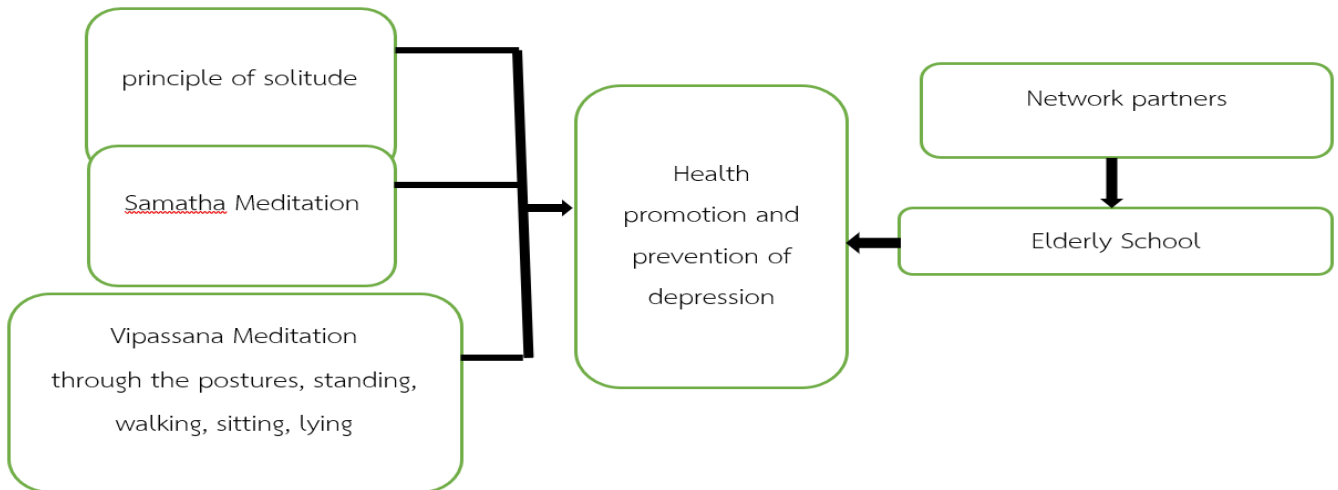 principle of solitude
Samatha Meditation
Vipassana Meditation
through the postures, standing,
walking, sitting, lying
Health
promotion and
prevention of
depression
Network partners
Elderly School